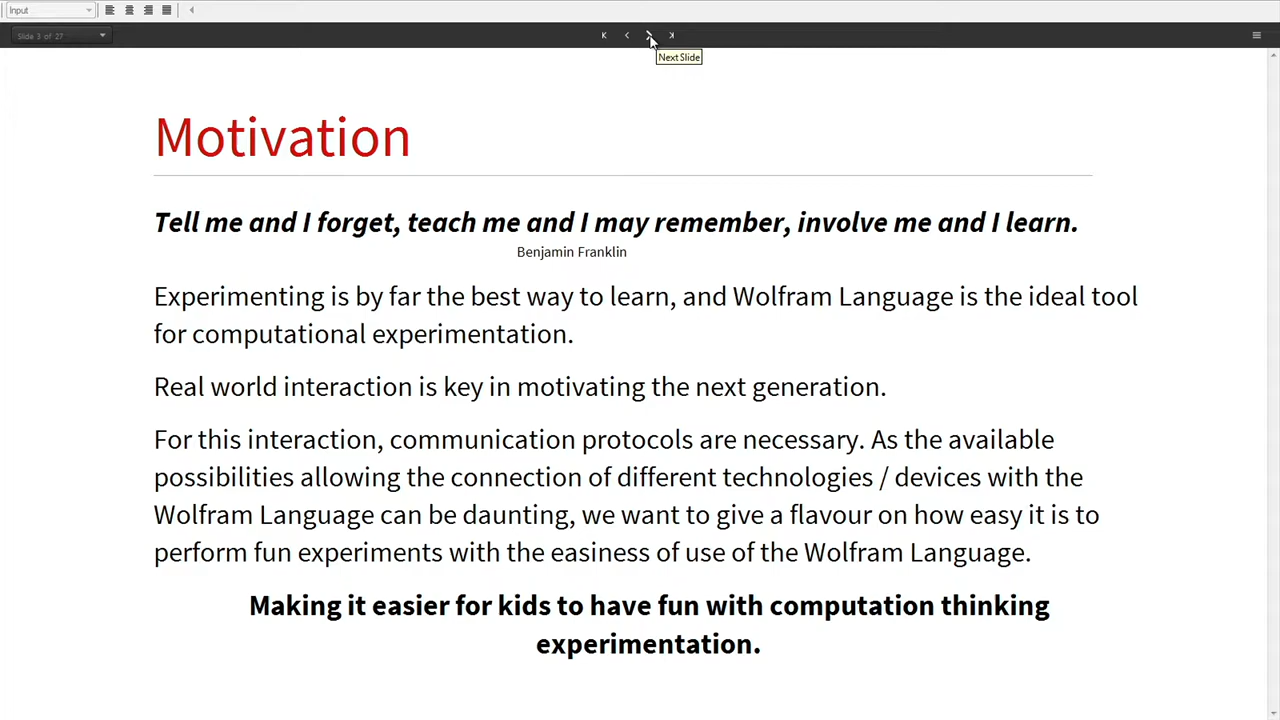 Input
Slide 3 of 27
Next Slide
Motivation
Tell me and I forget, teach me and I may remember, involve me and I learn.
Benjamin Franklin
Experimenting is by far the best way to learn, and Wolfram Language is the ideal tool
for computational experimentation.
Real world interaction is key in motivating the next generation.
For this interaction, communication protocols are necessary. As the available
possibilities allowing the connection of different technologies / devices with the
Wolfram Language can be daunting, we want to give a flavour on how easy it is to
perform fun experiments with the easiness of use of the Wolfram Language.
Making it easier for kids to have fun with computation thinking
experimentation.